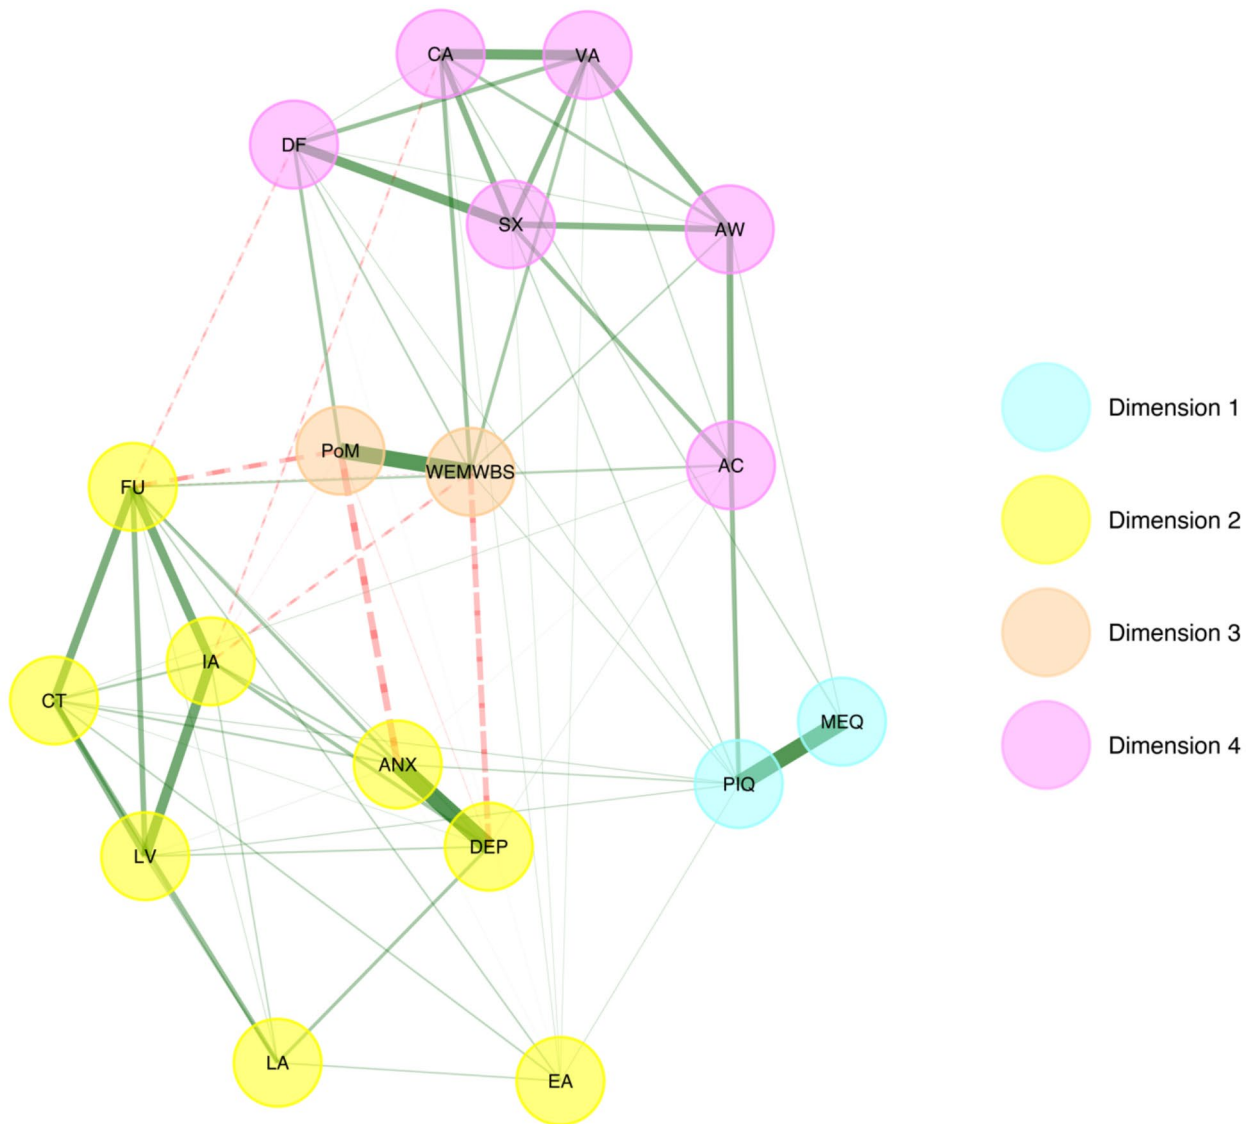 CA
VA
DF
SX
AW
PoM
WEMWBS
AC
FU
IA
CT
MEQ
ANX
PIQ
DEP
LV
LA
EA
Dimension 1
Dimension 2
Dimension 3
Dimension 4